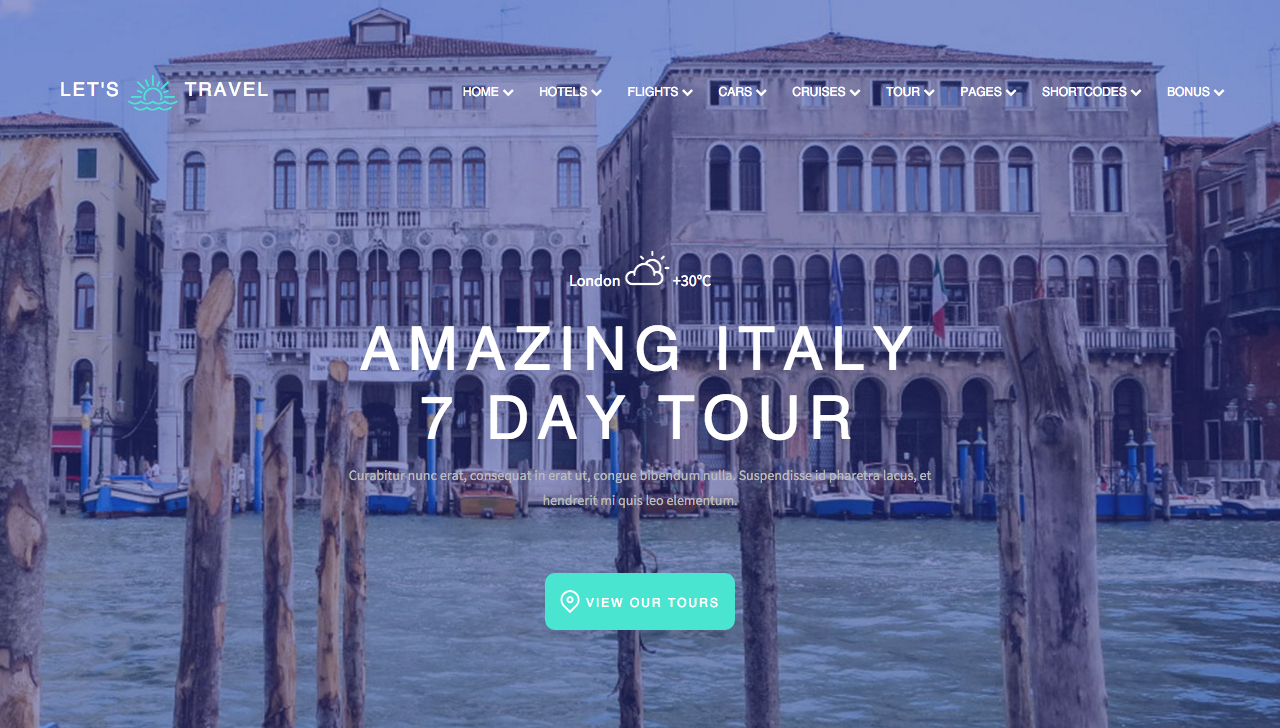 LET'S TRAVEL
HOME HOTELS FLIGHTS CARS CRUISES TOUR PAGES SHORTCODES BONUS
London +30°C
AMAZING ITALY
7 DAY TOUR
Curabitur nunc erat, consequat in erat ut, congue bibendum nulla. Suspendisse id pharetra lacus, et
hendrerit mi quis leo elementum.
VIEW OUR TOURS